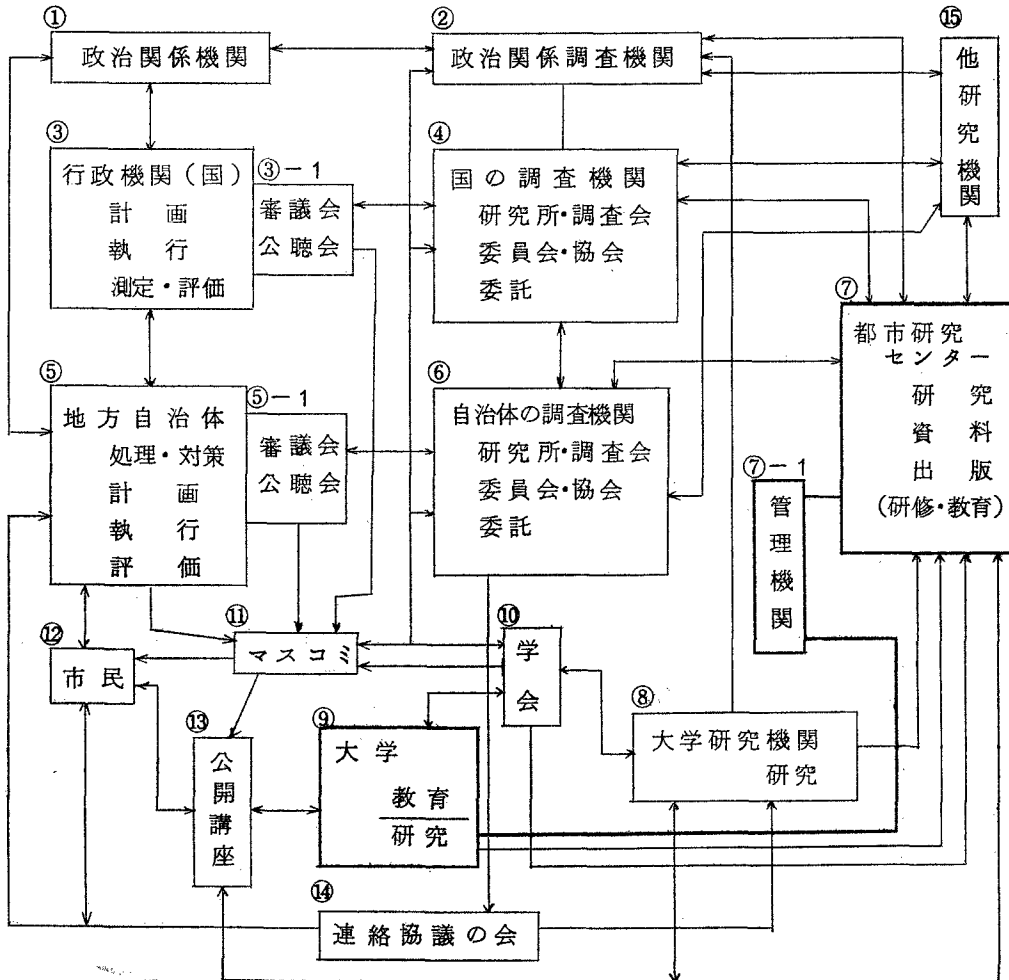 ①
政治関係機関
②
政治関係調査機関
⑮
他研究機関
③
行政機関(国)
計画
執行
測定・評価
③-1
審議会
公聴会
④
国の調査機関
研究所・調査会
委員会・協会
委託
⑦
都市研究
センター
研究
資料
出版
(研修・教育)
⑤
地方自治体
処理・対策
計画
執行
評価
⑤-1
審議会
公聴会
⑥
自治体の調査機関
研究所・調査会
委員会・協会
委託
⑦-1
管理機関
⑪
マスコミ
⑩
学会
⑫
市民
⑧
大学研究機関
研究
⑬
公開講座
⑨
大学
教育
研究
⑭
連絡協議の会